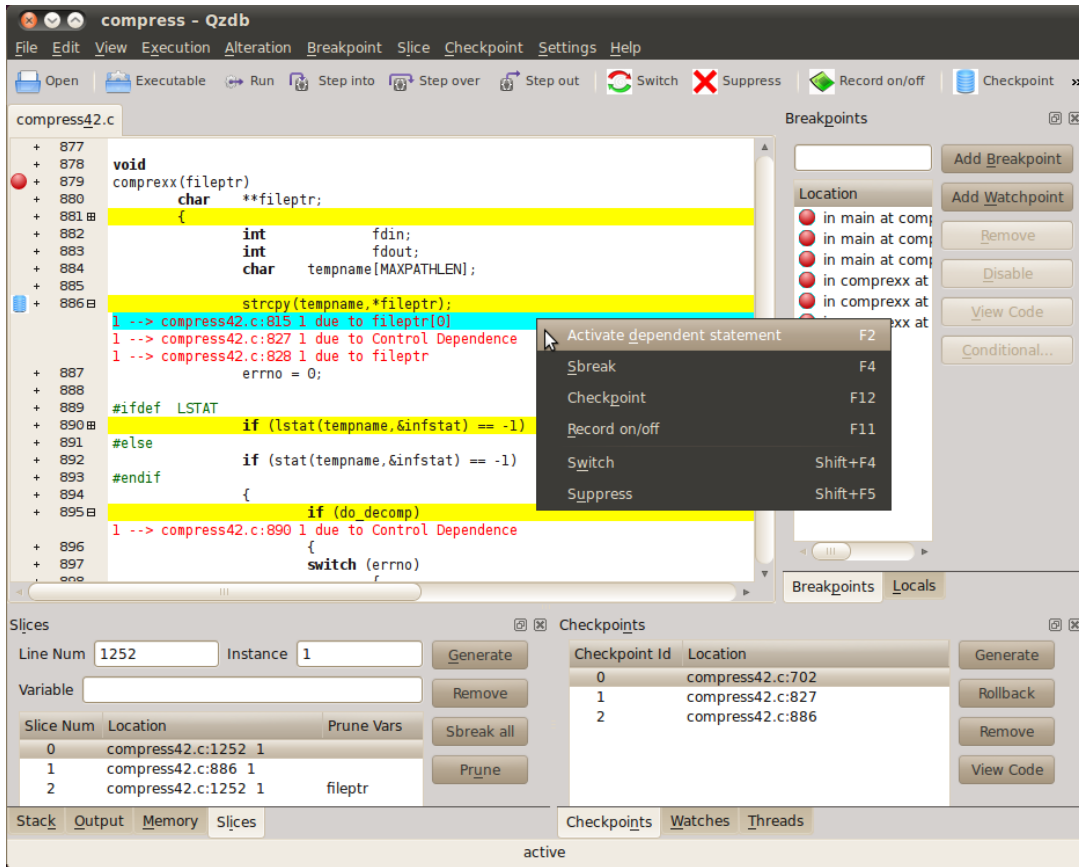 compress – Qzdb
File Edit View Execution Alteration Breakpoint Slice Checkpoint Settings Help
Open Executable Run Step into Step over Step out Switch Suppress Record on/off Checkpoint »
compress42.c
Breakpoints
+ 877
+ 878 void
+ 879 comprexx(fileptr)
+ 880 char **fileptr;
+ 881 {
+ 882 int fdin;
+ 883 int fdout;
+ 884 char tempname[MAXPATHLEN];
+ 885
+ 886 strcpy(tempname,*fileptr);
1 --> compress42.c:815 1 due to fileptr[0]
1 --> compress42.c:827 1 due to Control Dependence
1 --> compress42.c:828 1 due to fileptr
+ 887 errno = 0;
+ 888
+ 889 #ifdef LSTAT
+ 890 if (lstat(tempname,&infstat) == -1)
+ 891 #else
+ 892 if (stat(tempname,&infstat) == -1)
+ 893 #endif
+ 894 {
+ 895 if (do_decomp)
1 --> compress42.c:890 1 due to Control Dependence
+ 896 {
+ 897 switch (errno)
898 {
Activate dependent statement F2
Sbreak F4
Checkpoint F12
Record on/off F11
Switch Shift+F4
Suppress Shift+F5
Add Breakpoint
Location
Add Watchpoint
in main at
in main at
in main at
in comprexx at
in comprexx at
at
Remove
Disable
View Code
Conditional...
Breakpoints Locals
Slices
Line Num 1252 Instance 1 Generate
Variable Remove
Slice Num Location Prune Vars Sbreak all
0 compress42.c:1252 1
1 compress42.c:886 1 Prune
2 compress42.c:1252 1 fileptr
Stack Output Memory Slices
Checkpoints
Checkpoint Id Location Generate
0 compress42.c:702
1 compress42.c:827 Rollback
2 compress42.c:886
Remove
View Code
Checkpoints Watches Threads
active